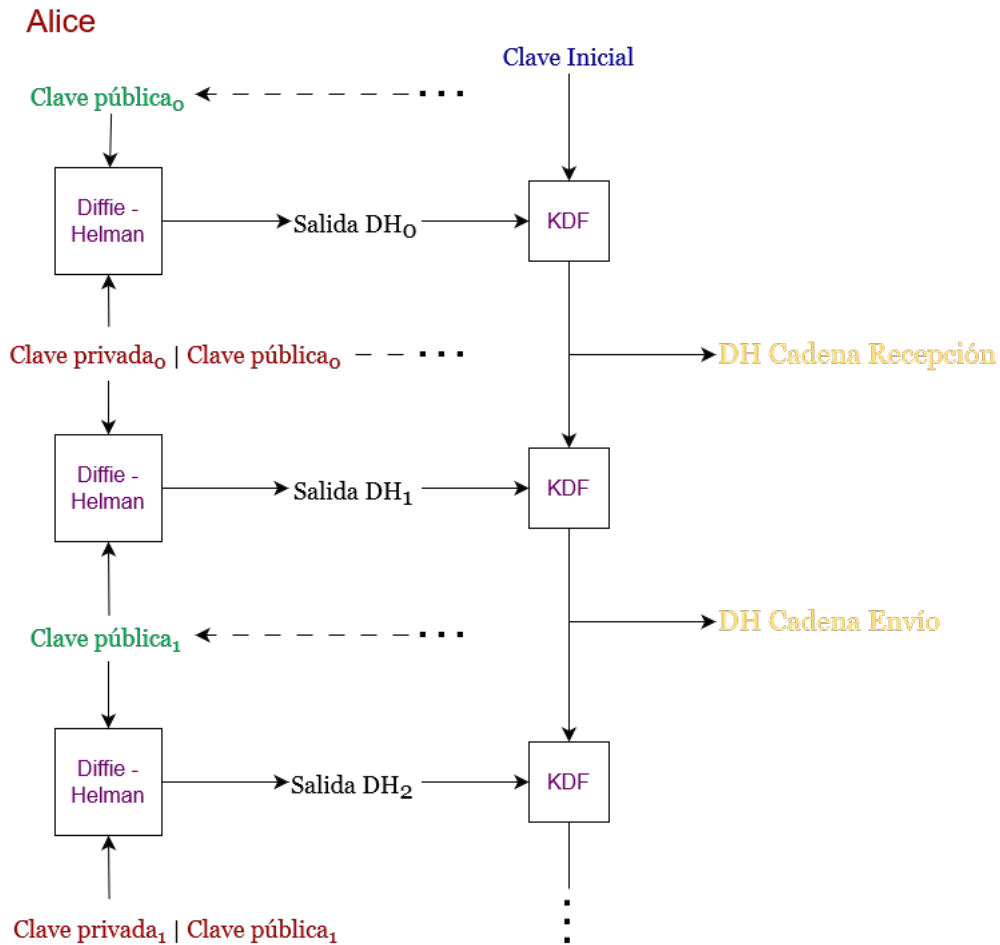 Alice
Clave Inicial
Clave pública₀
Diffie -
Helman
Salida DH₀
KDF
Clave privada₀ | Clave pública₀
DH Cadena Recepción
Diffie -
Helman
Salida DH₁
KDF
Clave pública₁
DH Cadena Envío
Diffie -
Helman
Salida DH₂
KDF
Clave privada₁ | Clave pública₁